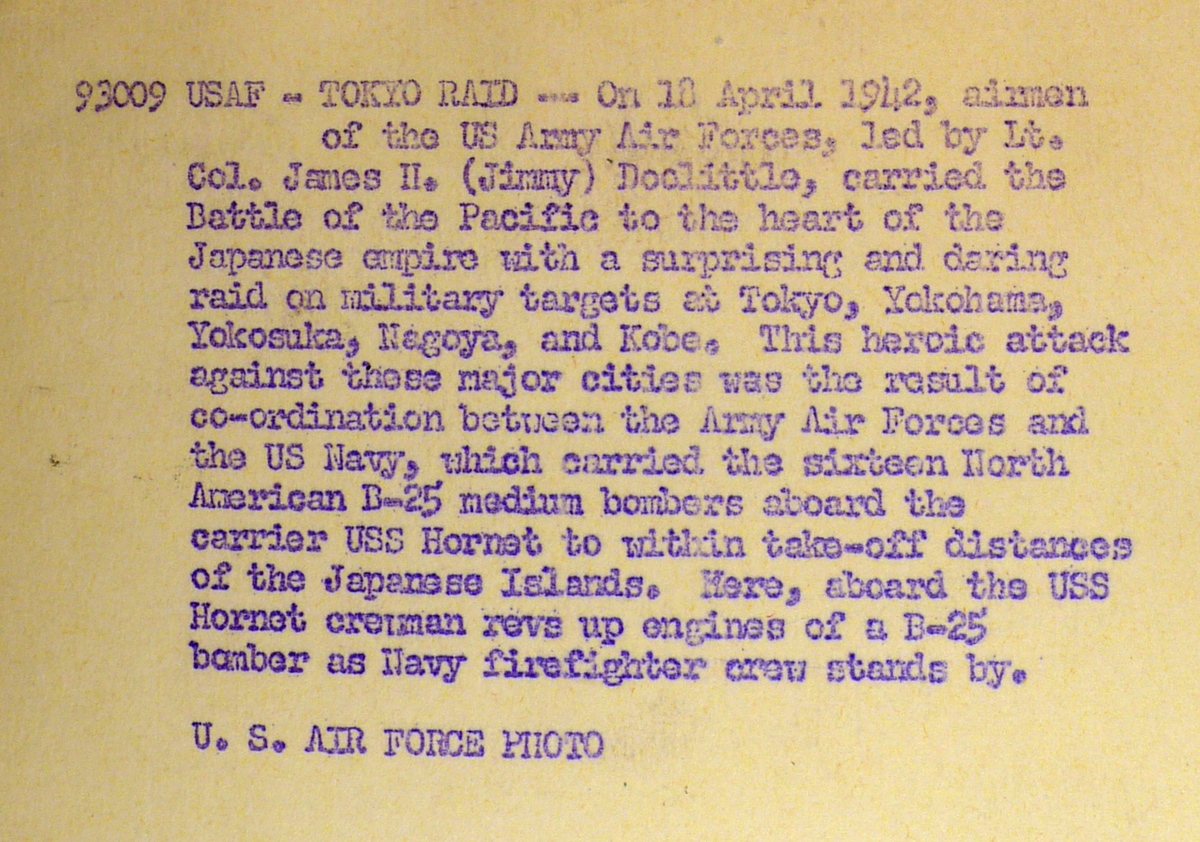 93009 USAF - TOKYO RAID --- On 18 April 1942, airmen
of the US Army Air Forces, led by Lt.
Col. James H. (Jimmy) Doolittle, carried the
Battle of the Pacific to the heart of the
Japanese empire with a surprising and daring
raid on military targets at Tokyo, Yokohama,
Yokosuka, Nagoya, and Kobe.  This heroic attack
against these major cities was the result of
co-ordination between the Army Air Forces and
the US Navy, which carried the sixteen North
American B-25 medium bombers aboard the
carrier USS Hornet to within take-off distances
of the Japanese Islands.  Here, aboard the USS
Hornet crewman revs up engines of a B-25
bomber as Navy firefighter crew stands by.
U. S. AIR FORCE PHOTO